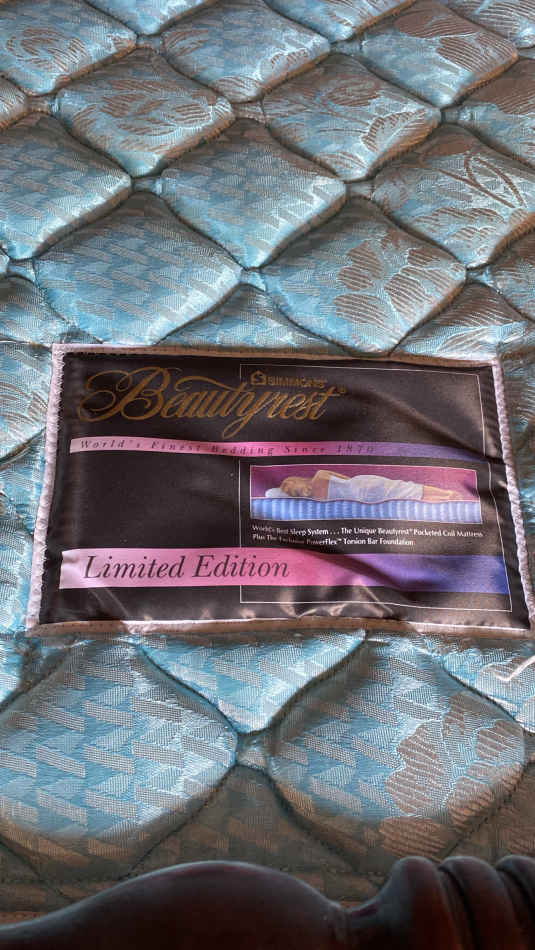 SIMMONS®
Beautyrest®
World's Finest Bedding Since 1870
World's Best Sleep System . . . The Unique Beautyrest® Pocketed Coil Mattress
Plus The Exclusive PowerFlex™ Torsion Bar Foundation
Limited Edition